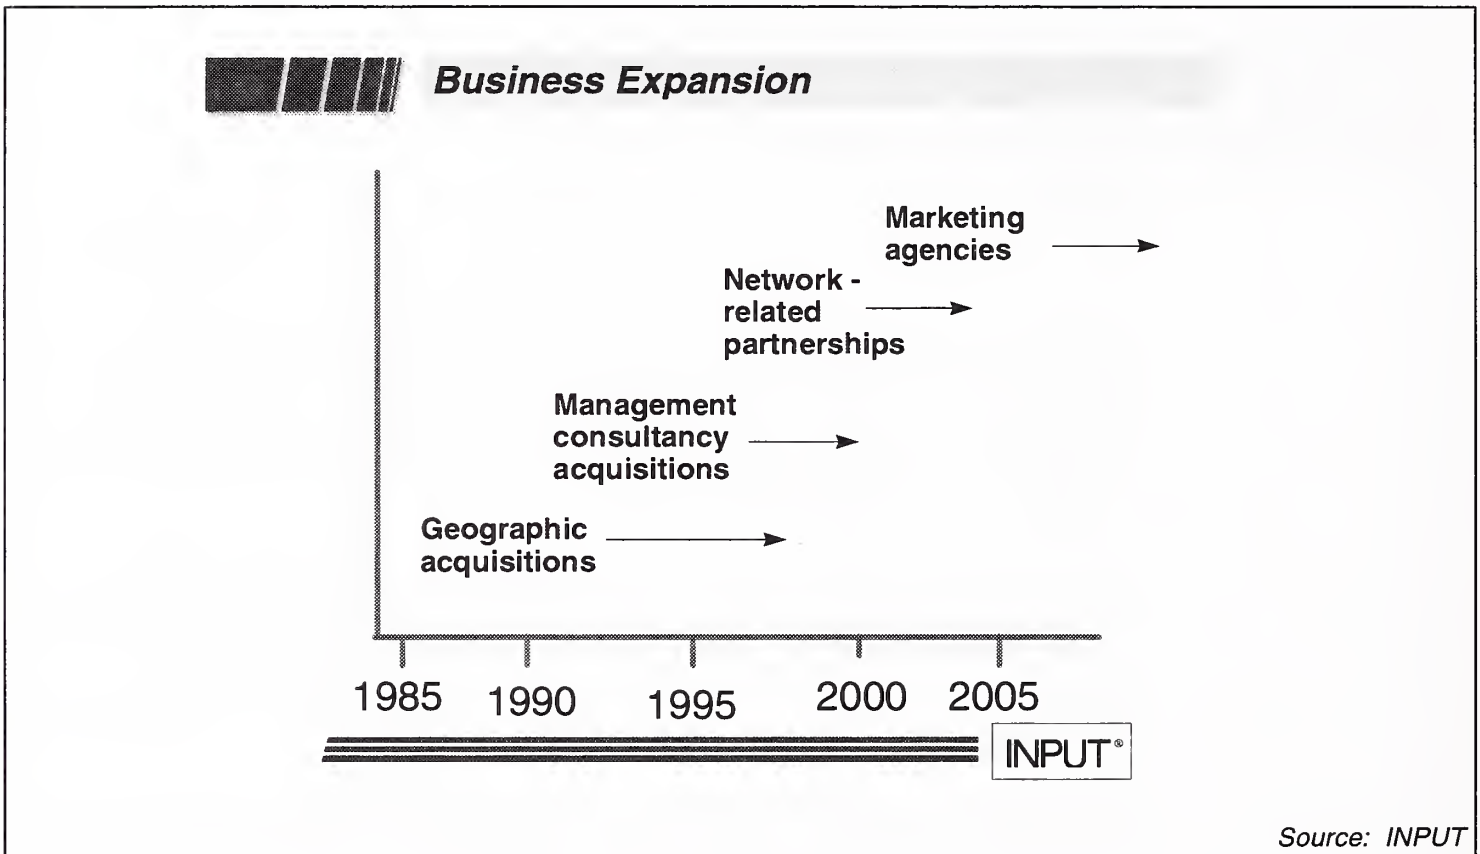 Business Expansion
Marketing
agencies
Network -
related
partnerships
Management
consultancy
acquisitions
Geographic
acquisitions
1985 1990 1995 2000 2005
INPUT®
Source: INPUT